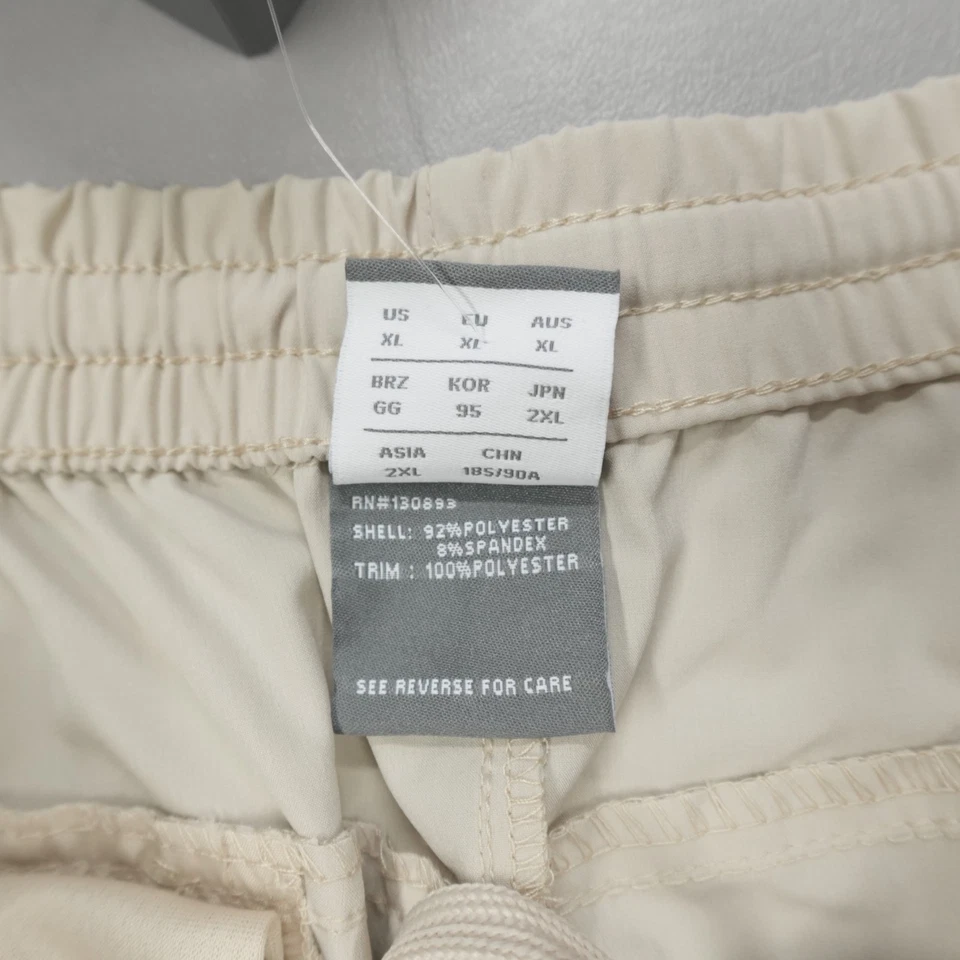 US EU AUS
XL XL XL
BRZ KOR JPN
GG 95 2XL
ASIA CHN
2XL 185/90A
RN#130893
SHELL: 92%POLYESTER
8%SPANDEX
TRIM : 100%POLYESTER
SEE REVERSE FOR CARE